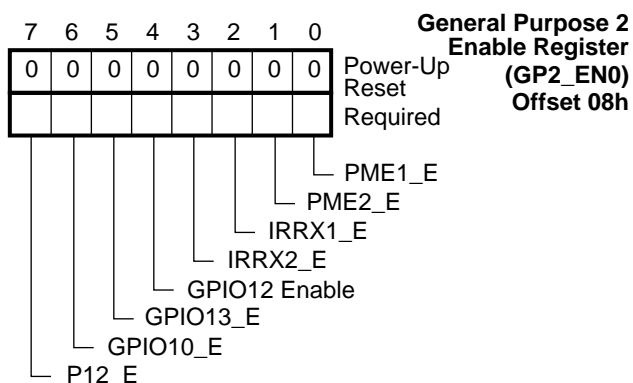 General Purpose 2
Enable Register
(GP2_EN0)
Offset 08h
7 6 5 4 3 2 1 0
0 0 0 0 0 0 0 0 Power-Up
Reset
Required
PME1_E
PME2_E
IRRX1_E
IRRX2_E
GPIO12 Enable
GPIO13_E
GPIO10_E
P12_E